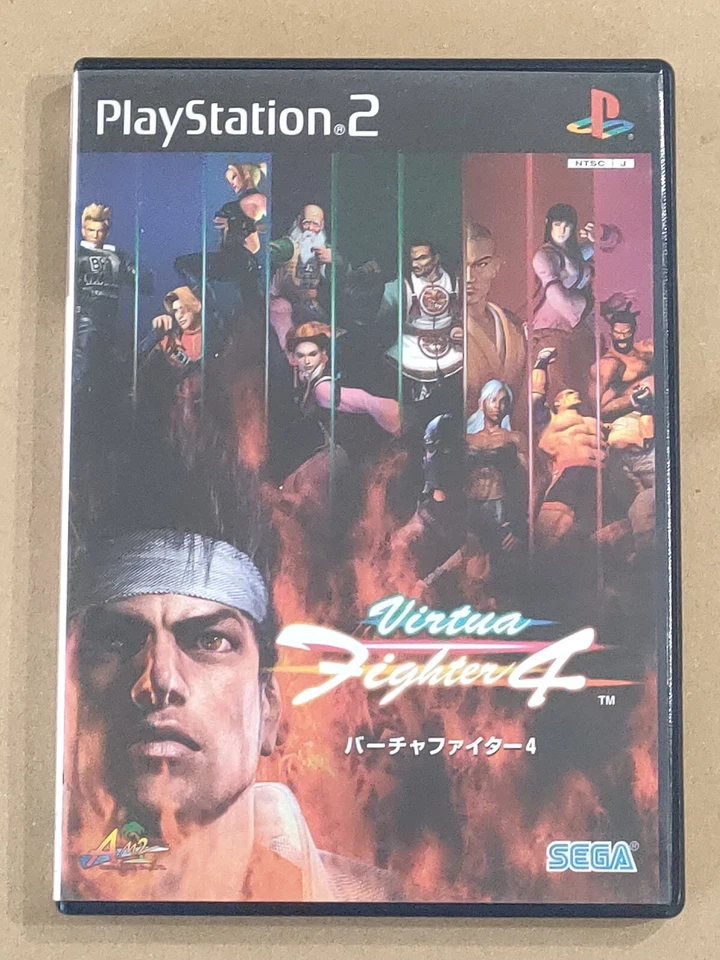 PlayStation®2
NTSC J
Virtua
Fighter 4
™
バーチャファイター4
AM2
SEGA®